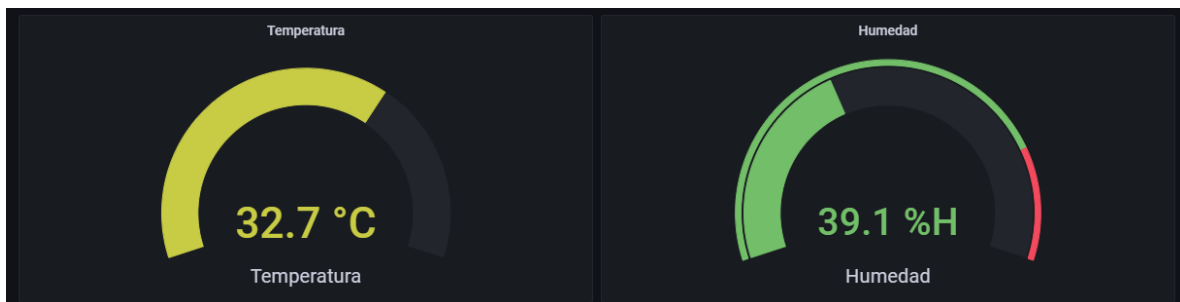 Temperatura
32.7 °C
Temperatura
Humedad
39.1 %H
Humedad